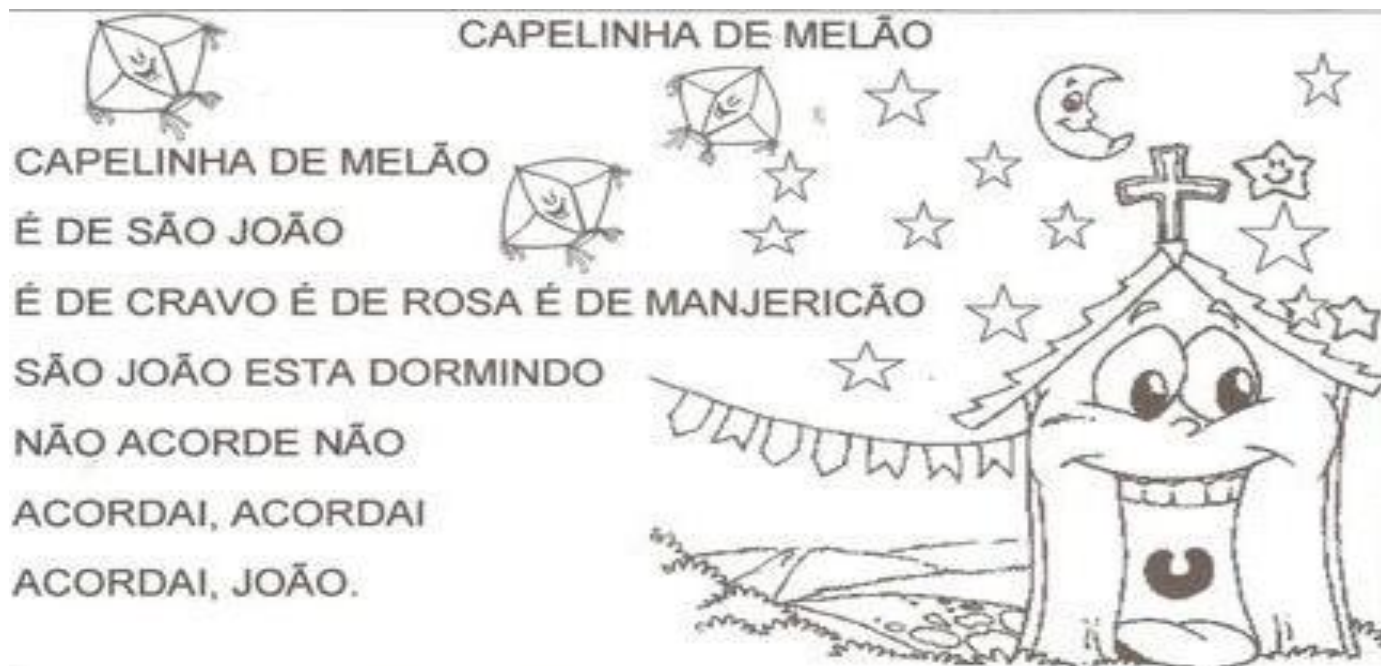 CAPELINHA DE MELÃO
CAPELINHA DE MELÃO
É DE SÃO JOÃO
É DE CRAVO É DE ROSA É DE MANJERICÃO
SÃO JOÃO ESTA DORMINDO
NÃO ACORDE NÃO
ACORDAI, ACORDAI
ACORDAI, JOÃO.